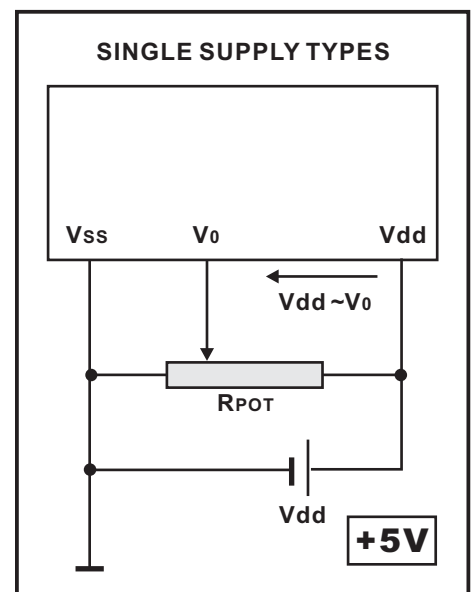 SINGLE SUPPLY TYPES
Vss V0 Vdd
Vdd ~V0
RPOT
Vdd
+5V